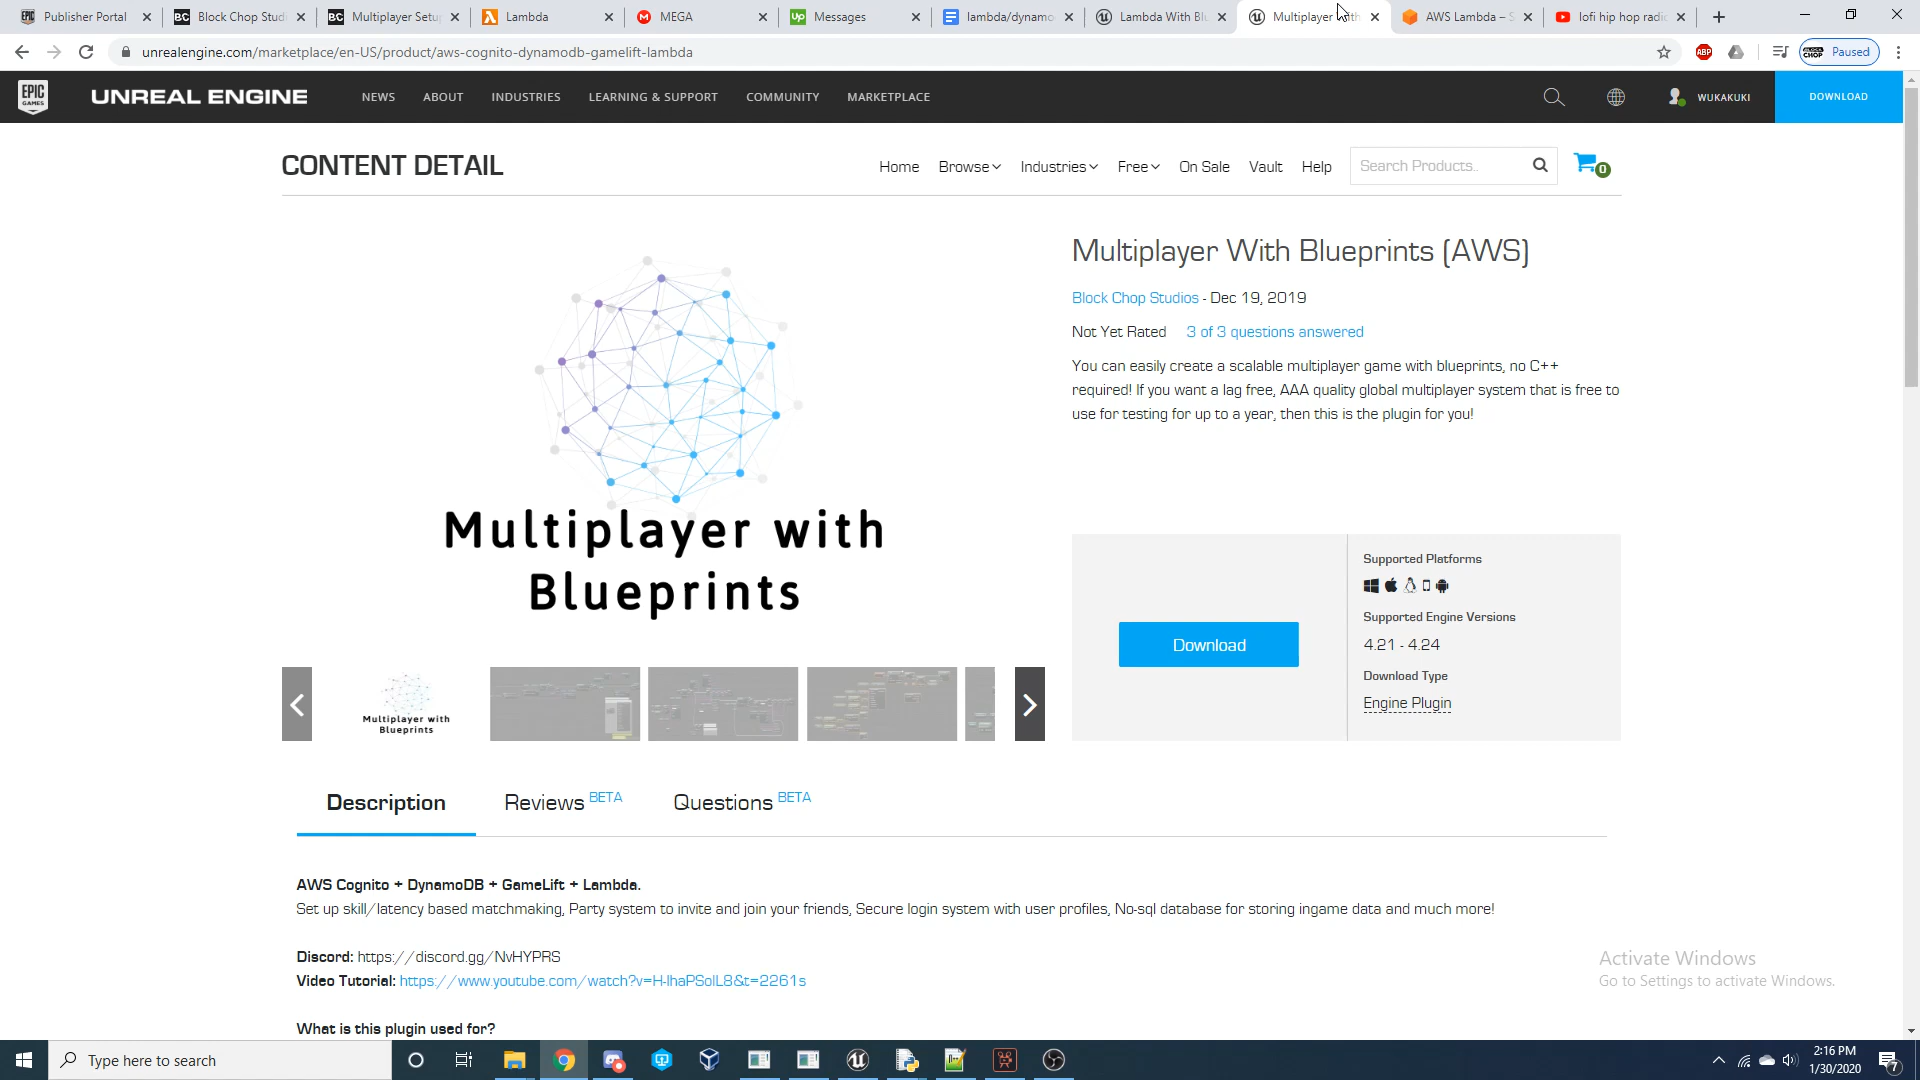 Publisher Portal
Block Chop Stud
Multiplayer Setu
Lambda
MEGA
Messages
lambda/dynamo
Lambda With Bl
Multiplayer
AWS Lambda – S
lofi hip hop radi
unrealengine.com/marketplace/en-US/product/aws-cognito-dynamodb-gamelift-lambda
ABP
BLOCK CHOP
Paused
EPIC GAMES
UNREAL ENGINE
NEWS
ABOUT
INDUSTRIES
LEARNING & SUPPORT
COMMUNITY
MARKETPLACE
WUKAKUKI
DOWNLOAD
CONTENT DETAIL
Home
Browse
Industries
Free
On Sale
Vault
Help
Search Products..
0
Multiplayer With Blueprints (AWS)
Block Chop Studios - Dec 19, 2019
Not Yet Rated 3 of 3 questions answered
You can easily create a scalable multiplayer game with blueprints, no C++
required! If you want a lag free, AAA quality global multiplayer system that is free to
use for testing for up to a year, then this is the plugin for you!
Multiplayer with
Blueprints
Download
Supported Platforms
Supported Engine Versions
4.21 - 4.24
Download Type
Engine Plugin
Multiplayer with
Blueprints
Description
Reviews BETA
Questions BETA
AWS Cognito + DynamoDB + GameLift + Lambda.
Set up skill/latency based matchmaking, Party system to invite and join your friends, Secure login system with user profiles, No-sql database for storing ingame data and much more!
Discord: https://discord.gg/NvHYPRS
Video Tutorial: https://www.youtube.com/watch?v=H-IhaPSolL8&t=2261s
What is this plugin used for?
Activate Windows
Go to Settings to activate Windows.
Type here to search
2:16 PM
1/30/2020
7